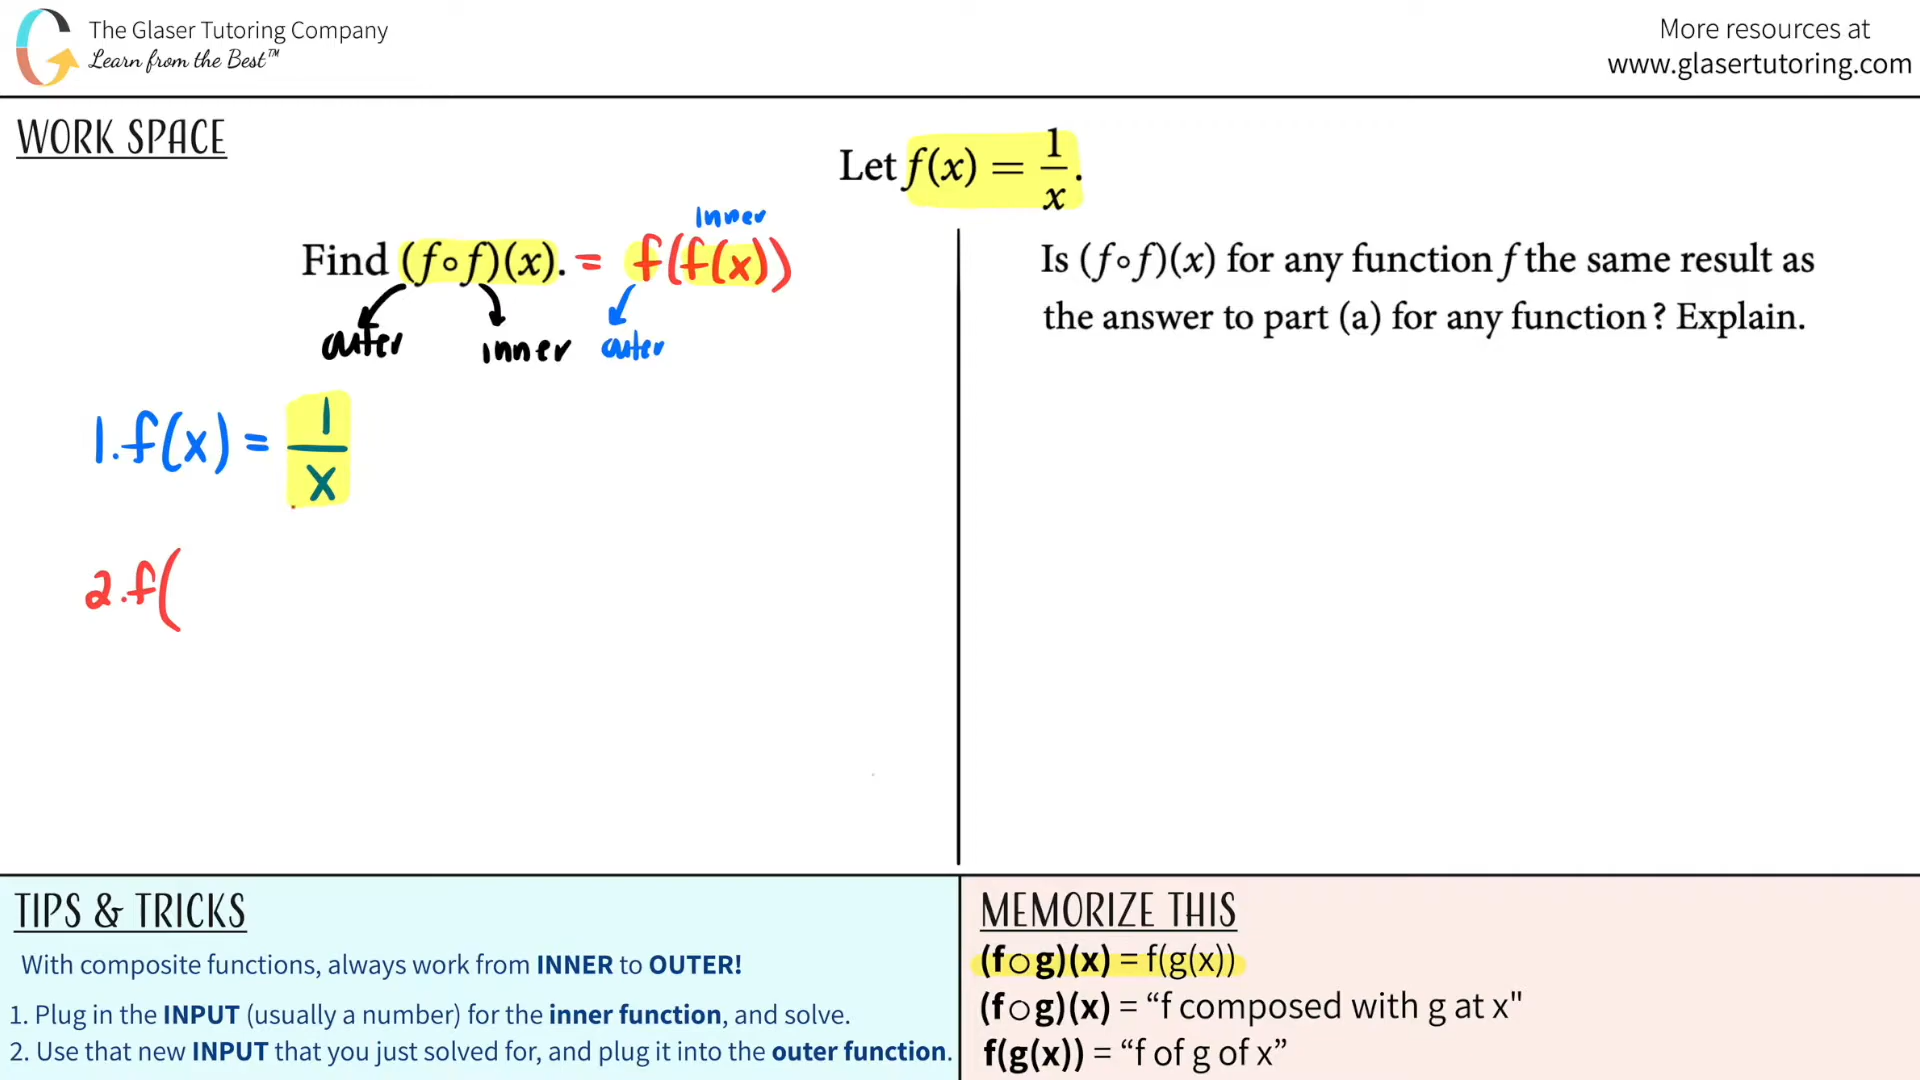 The Glaser Tutoring Company
Learn from the Best™
More resources at
www.glasertutoring.com
WORK SPACE
Let f(x) = 1/x.
inner
Find (f∘f)(x). = f(f(x))
outer inner outer
1. f(x) = 1/x
2. f(
Is (f∘f)(x) for any function f the same result as
the answer to part (a) for any function? Explain.
TIPS & TRICKS
With composite functions, always work from INNER to OUTER!
1. Plug in the INPUT (usually a number) for the inner function, and solve.
2. Use that new INPUT that you just solved for, and plug it into the outer function.
MEMORIZE THIS
(f○g)(x) = f(g(x))
(f○g)(x) = “f composed with g at x"
f(g(x)) = “f of g of x”